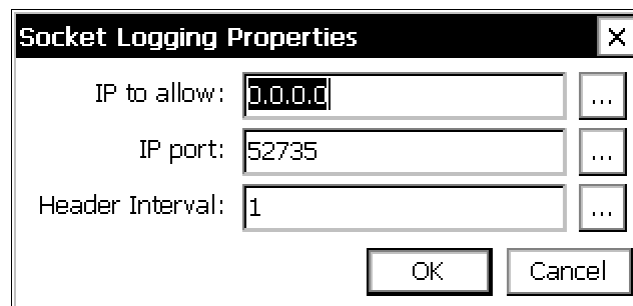 Socket Logging Properties
IP to allow: 0.0.0.0 ...
IP port: 52735 ...
Header Interval: 1 ...
OK Cancel